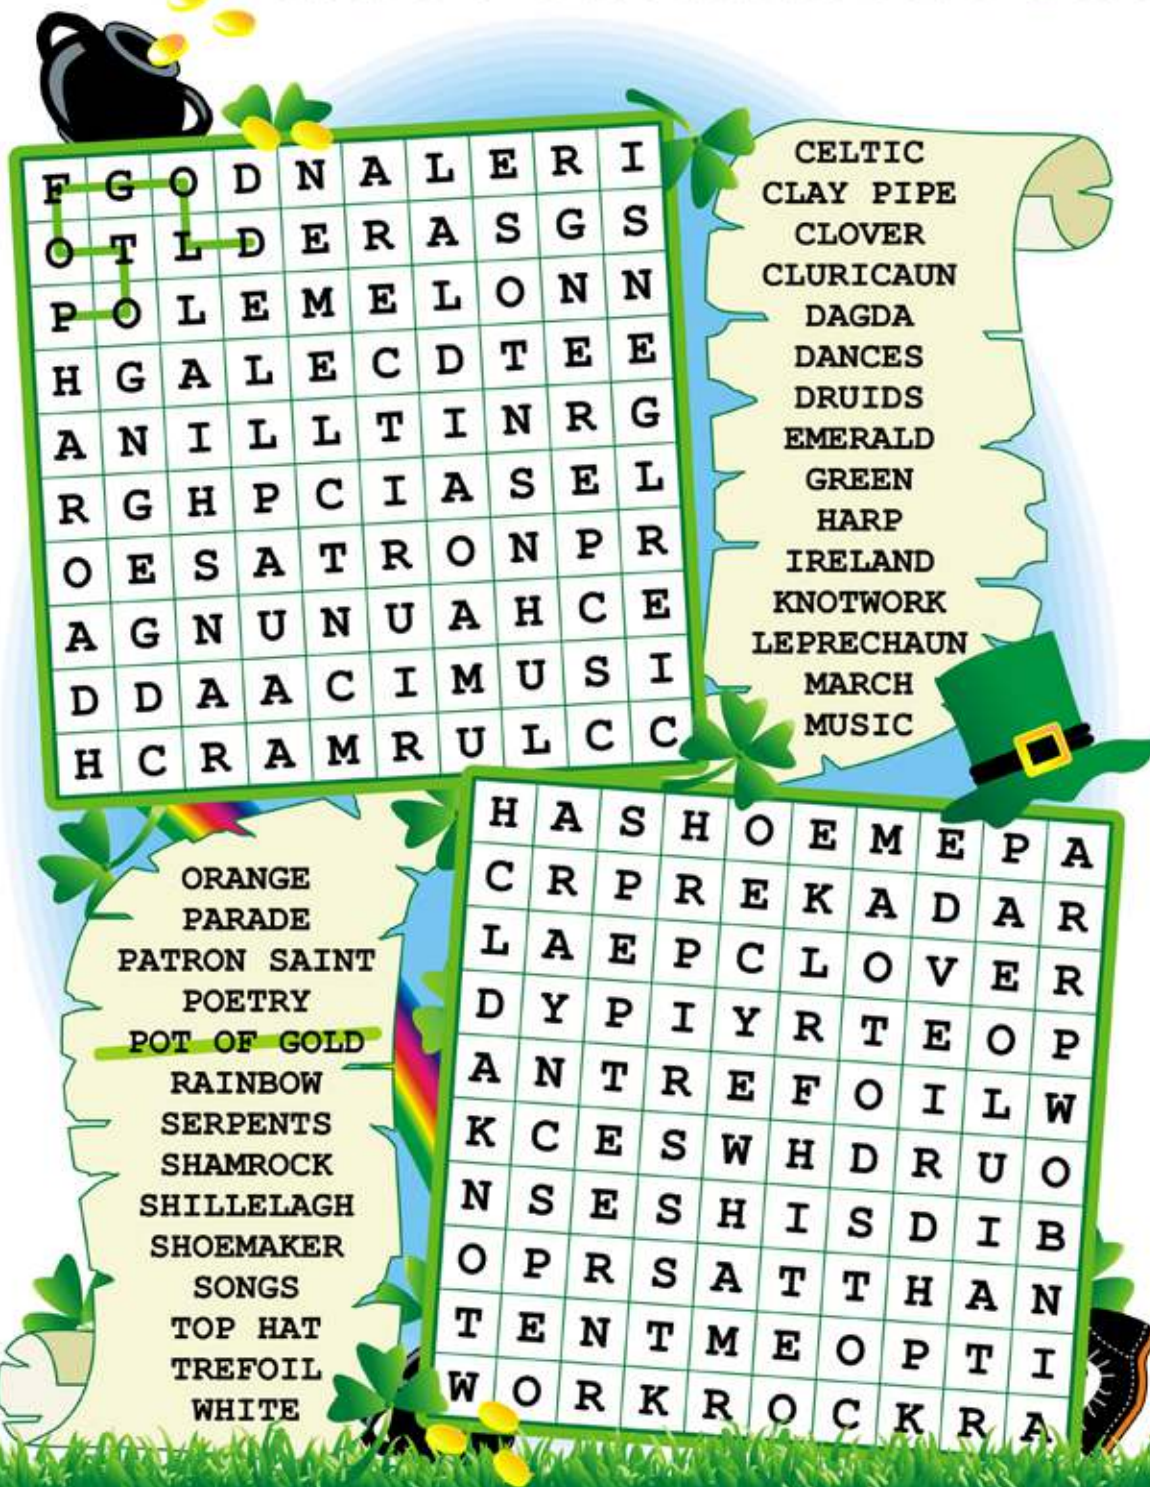 F G O D N A L E R I
O T L D E R A S G S
P O L E M E L O N N
H G A L E C D T E E
A N I L L T I N R G
R G H P C I A S E L
O E S A T R O N P R
A G N U N U A H C E
D D A A C I M U S I
H C R A M R U L C C
CELTIC
CLAY PIPE
CLOVER
CLURICAUN
DAGDA
DANCES
DRUIDS
EMERALD
GREEN
HARP
IRELAND
KNOTWORK
LEPRECHAUN
MARCH
MUSIC
ORANGE
PARADE
PATRON SAINT
POETRY
POT OF GOLD
RAINBOW
SERPENTS
SHAMROCK
SHILLELAGH
SHOEMAKER
SONGS
TOP HAT
TREFOIL
WHITE
H A S H O E M E P A
C R P R E K A D A R
L A E P C L O V E R
D Y P I Y R T E O P
A N T R E F O I L W
K C E S W H D R U O
N S E S H I S D I B
O P R S A T T H A N
T E N T M E O P T I
W O R K R O C K R A